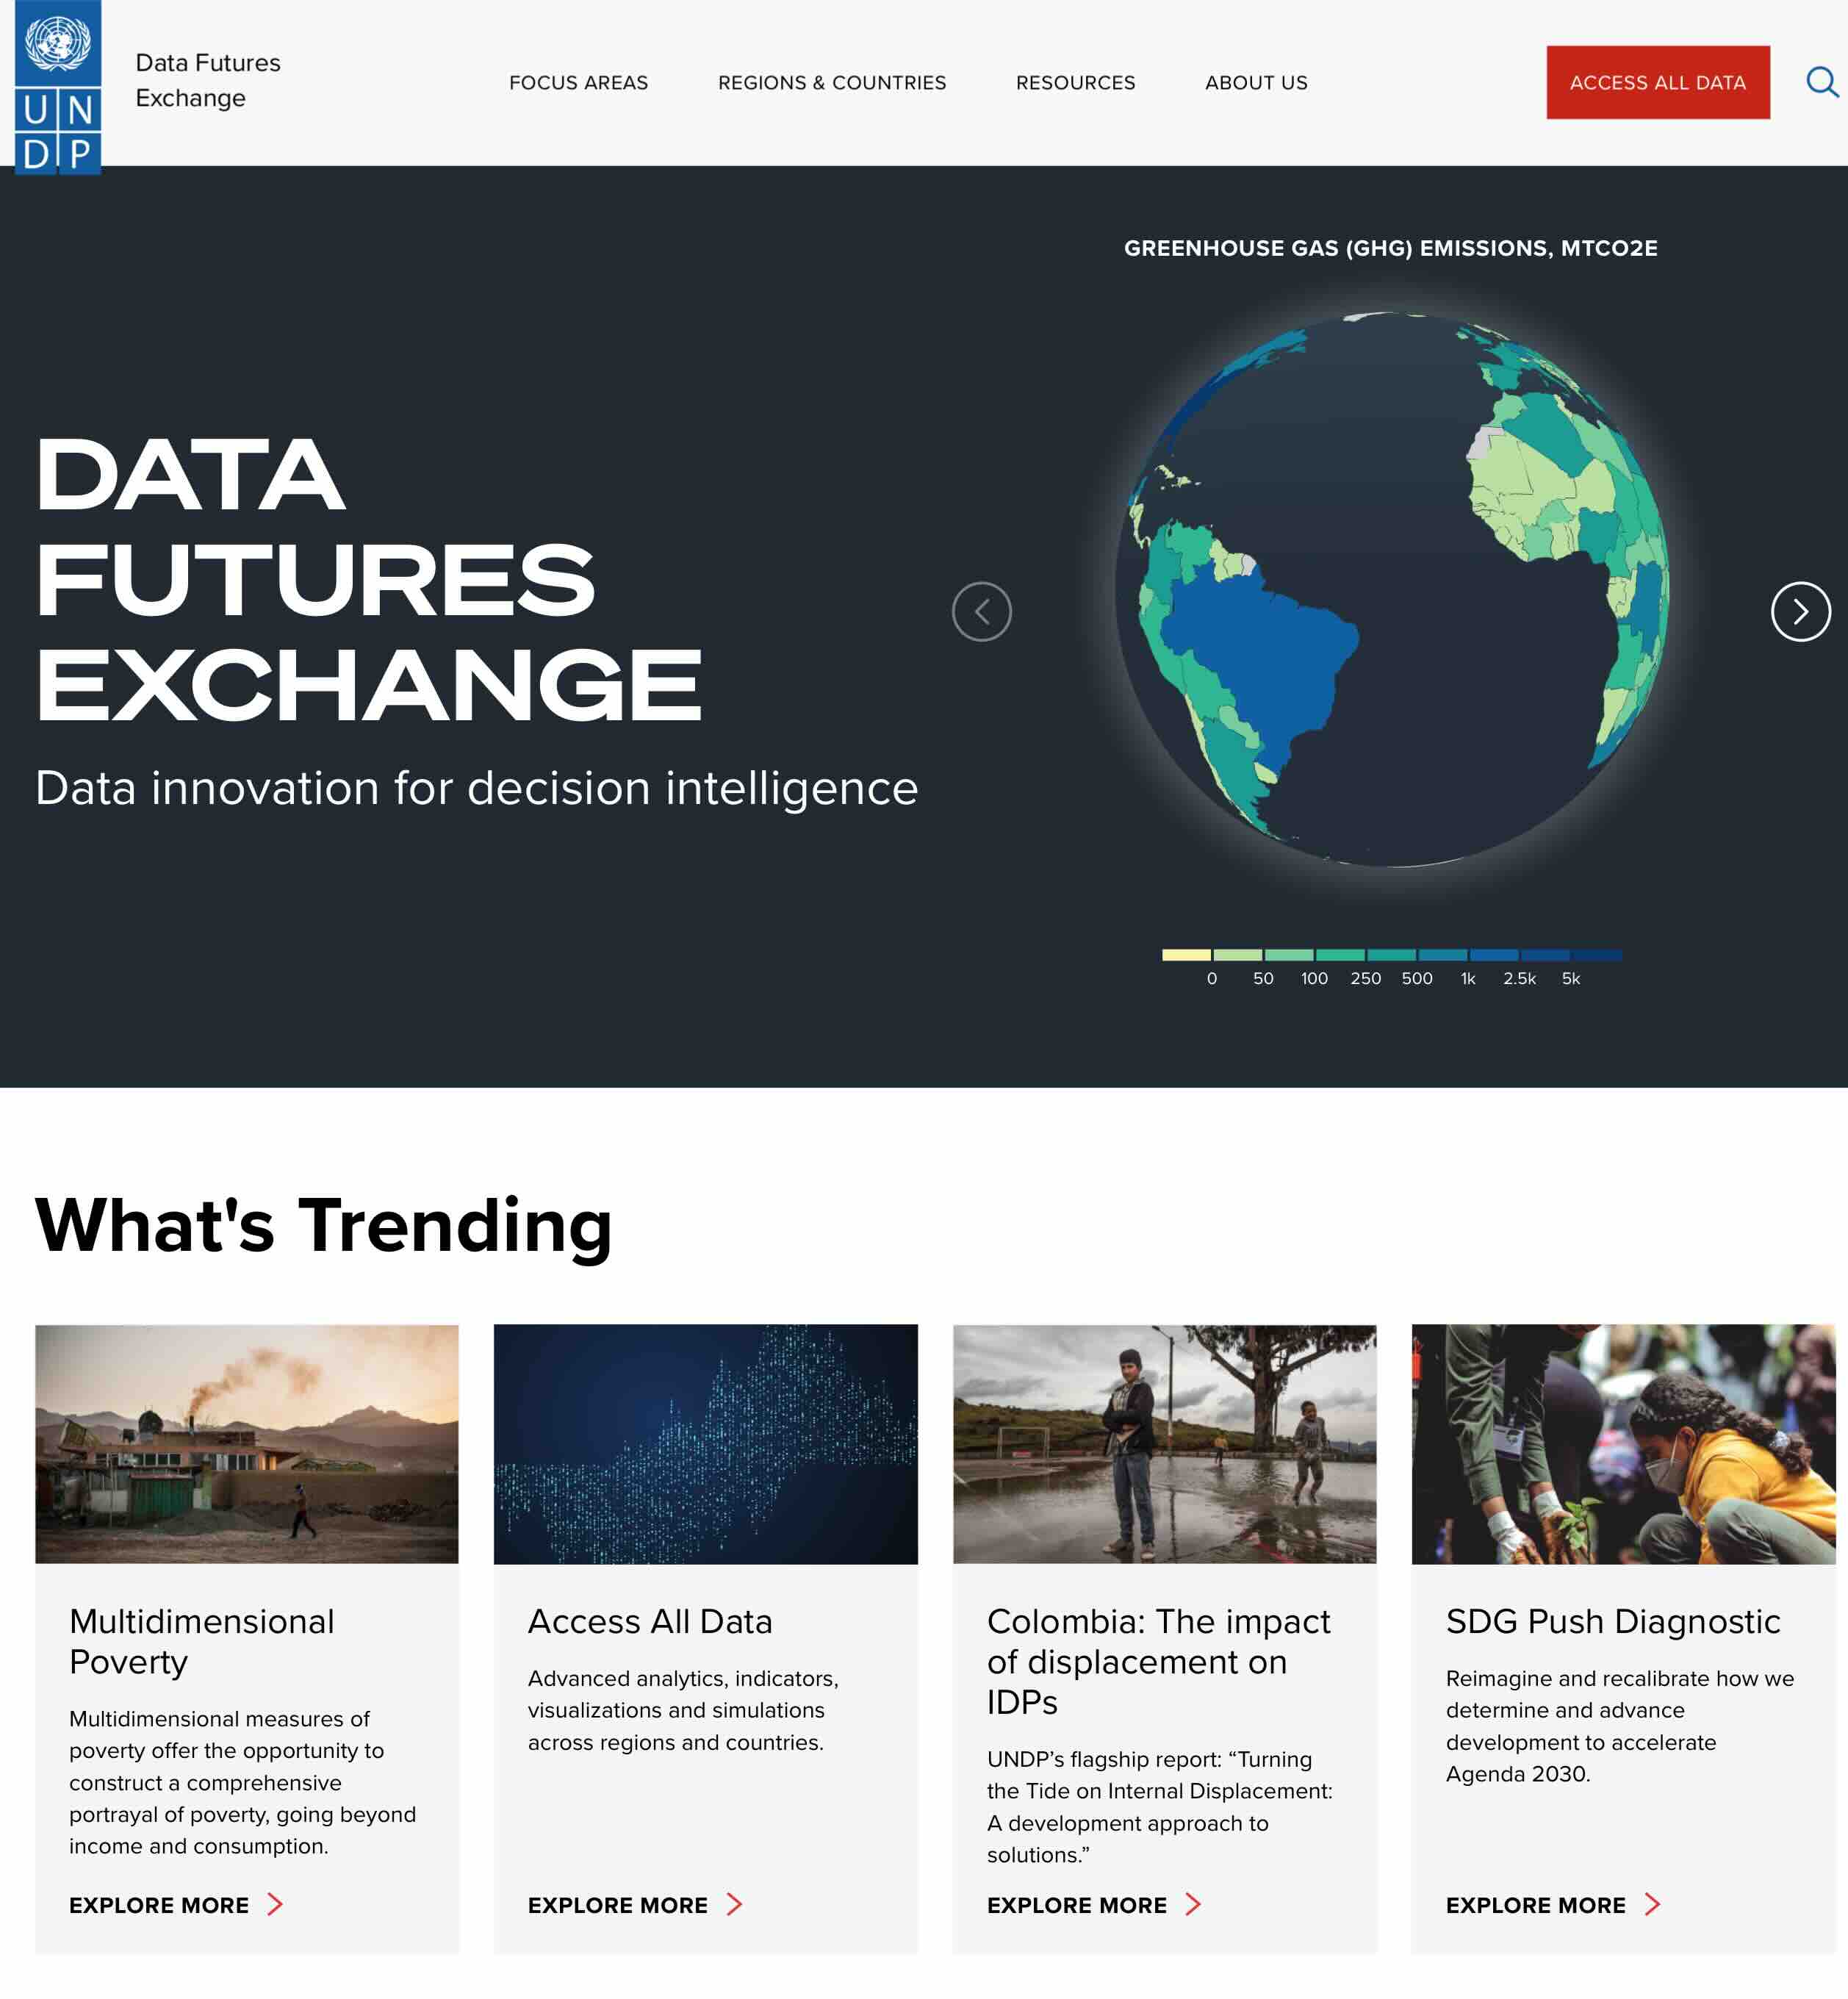 UN
DP
Data Futures
Exchange
FOCUS AREAS
REGIONS & COUNTRIES
RESOURCES
ABOUT US
ACCESS ALL DATA
GREENHOUSE GAS (GHG) EMISSIONS, MTCO2E
DATA
FUTURES
EXCHANGE
Data innovation for decision intelligence
0 50 100 250 500 1k 2.5k 5k
What's Trending
Multidimensional
Poverty
Multidimensional measures of
poverty offer the opportunity to
construct a comprehensive
portrayal of poverty, going beyond
income and consumption.
EXPLORE MORE
Access All Data
Advanced analytics, indicators,
visualizations and simulations
across regions and countries.
EXPLORE MORE
Colombia: The impact
of displacement on
IDPs
UNDP’s flagship report: “Turning
the Tide on Internal Displacement:
A development approach to
solutions.”
EXPLORE MORE
SDG Push Diagnostic
Reimagine and recalibrate how we
determine and advance
development to accelerate
Agenda 2030.
EXPLORE MORE